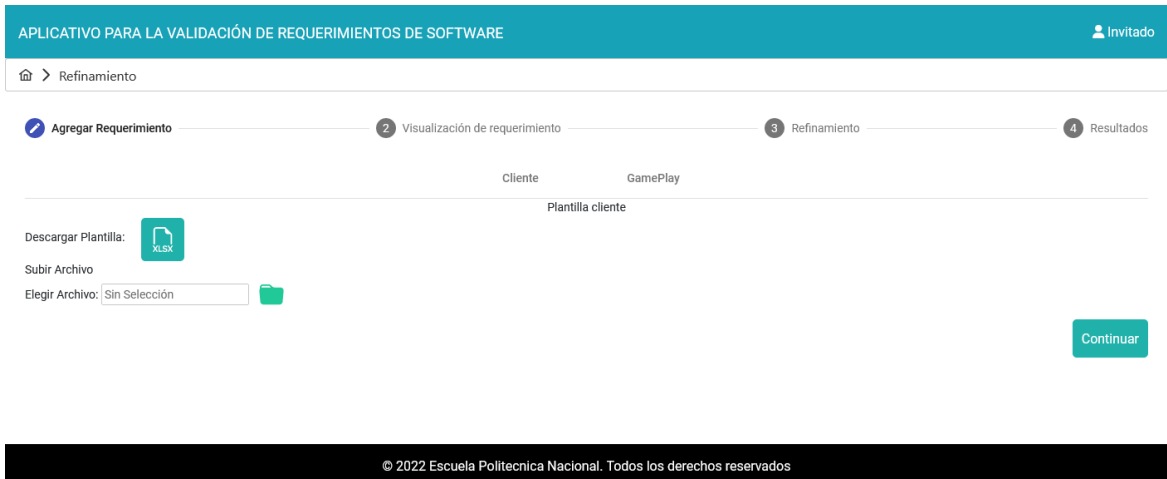 APLICATIVO PARA LA VALIDACIÓN DE REQUERIMIENTOS DE SOFTWARE Invitado
Refinamiento
Agregar Requerimiento 2 Visualización de requerimiento 3 Refinamiento 4 Resultados
Cliente GamePlay
Plantilla cliente
Descargar Plantilla: XLSX
Subir Archivo
Elegir Archivo: Sin Selección
Continuar
© 2022 Escuela Politecnica Nacional. Todos los derechos reservados